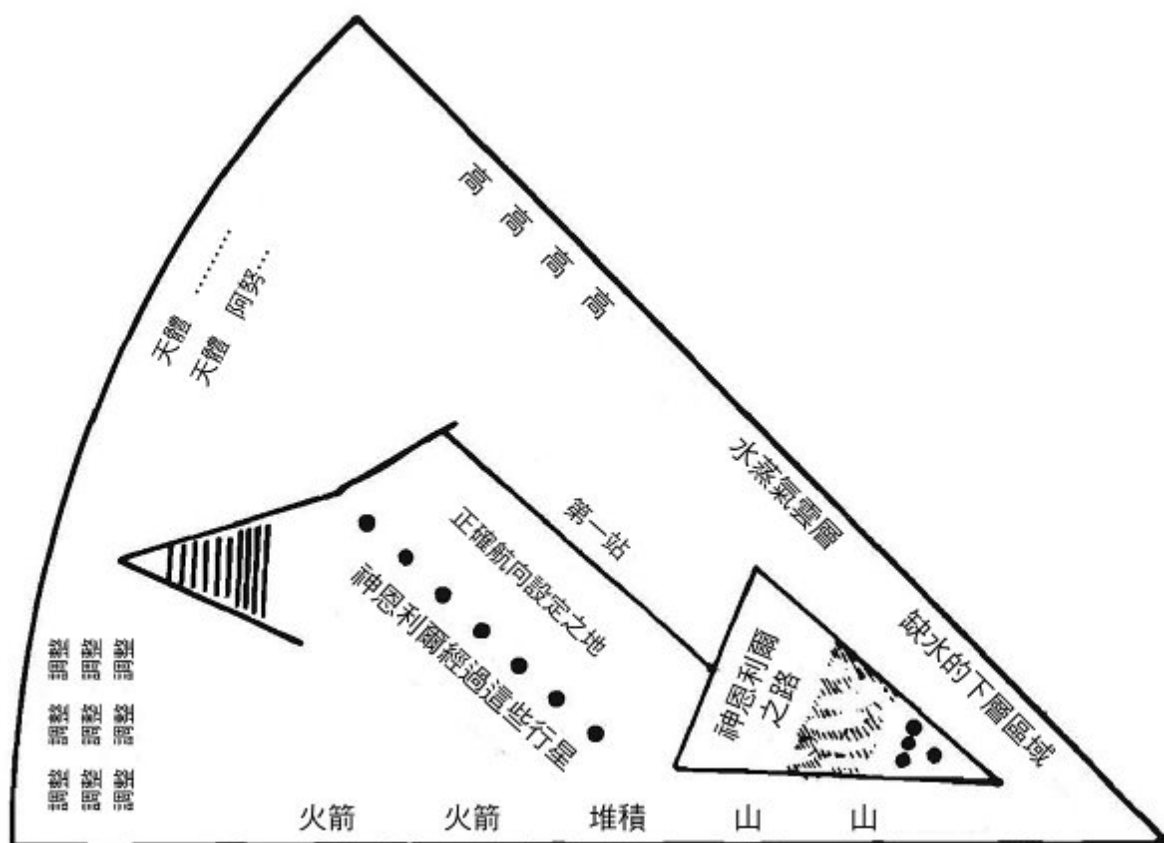 高 高 高 高
天體 ………
天體 阿努…
水蒸氣雲層
第一站
正確航向設定之地
神恩利爾經過這些行星
缺水的下層區域
神恩利爾
之路
調整 調整 調整
調整 調整 調整
調整 調整 調整
火箭 火箭 堆積 山 山